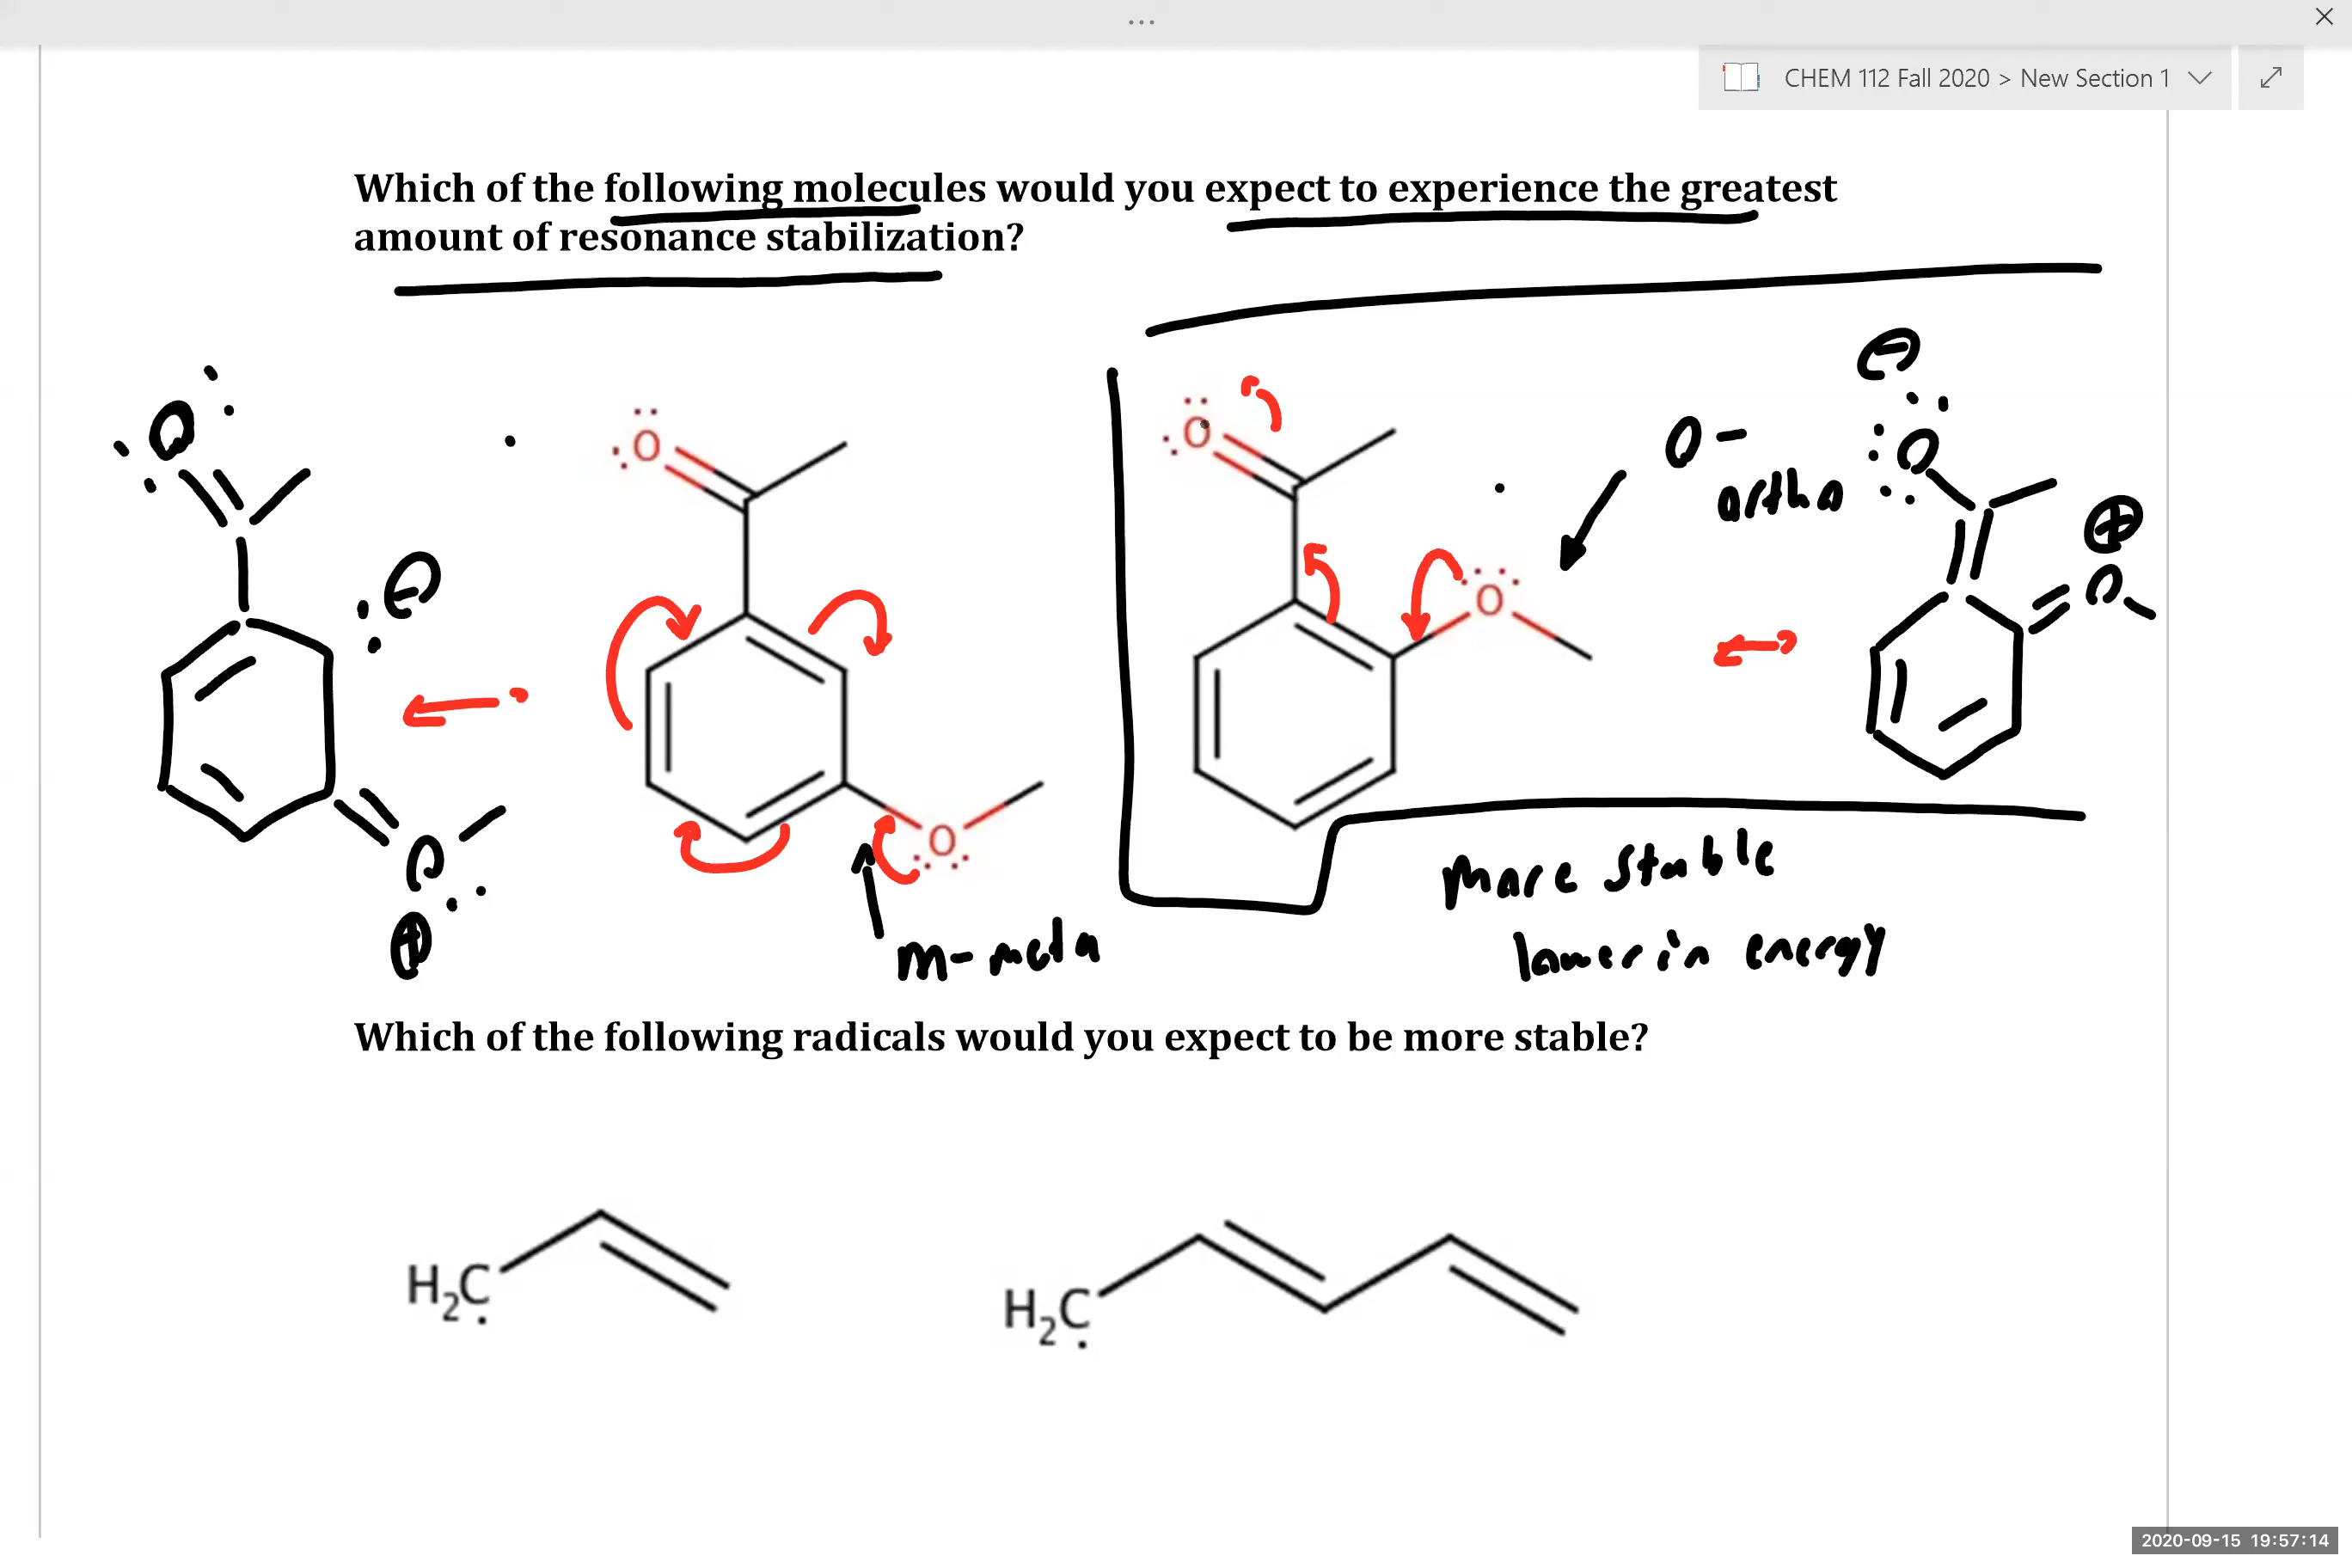 CHEM 112 Fall 2020 > New Section 1
Which of the following molecules would you expect to experience the greatest
amount of resonance stabilization?
O
⊖
:O:
⊖
:O
O
O-
ortho
O
⊕
O
O
O
⊕
m-meta
more stable
lower in energy
Which of the following radicals would you expect to be more stable?
H₂C·
H₂C·
2020-09-15 19:57:14